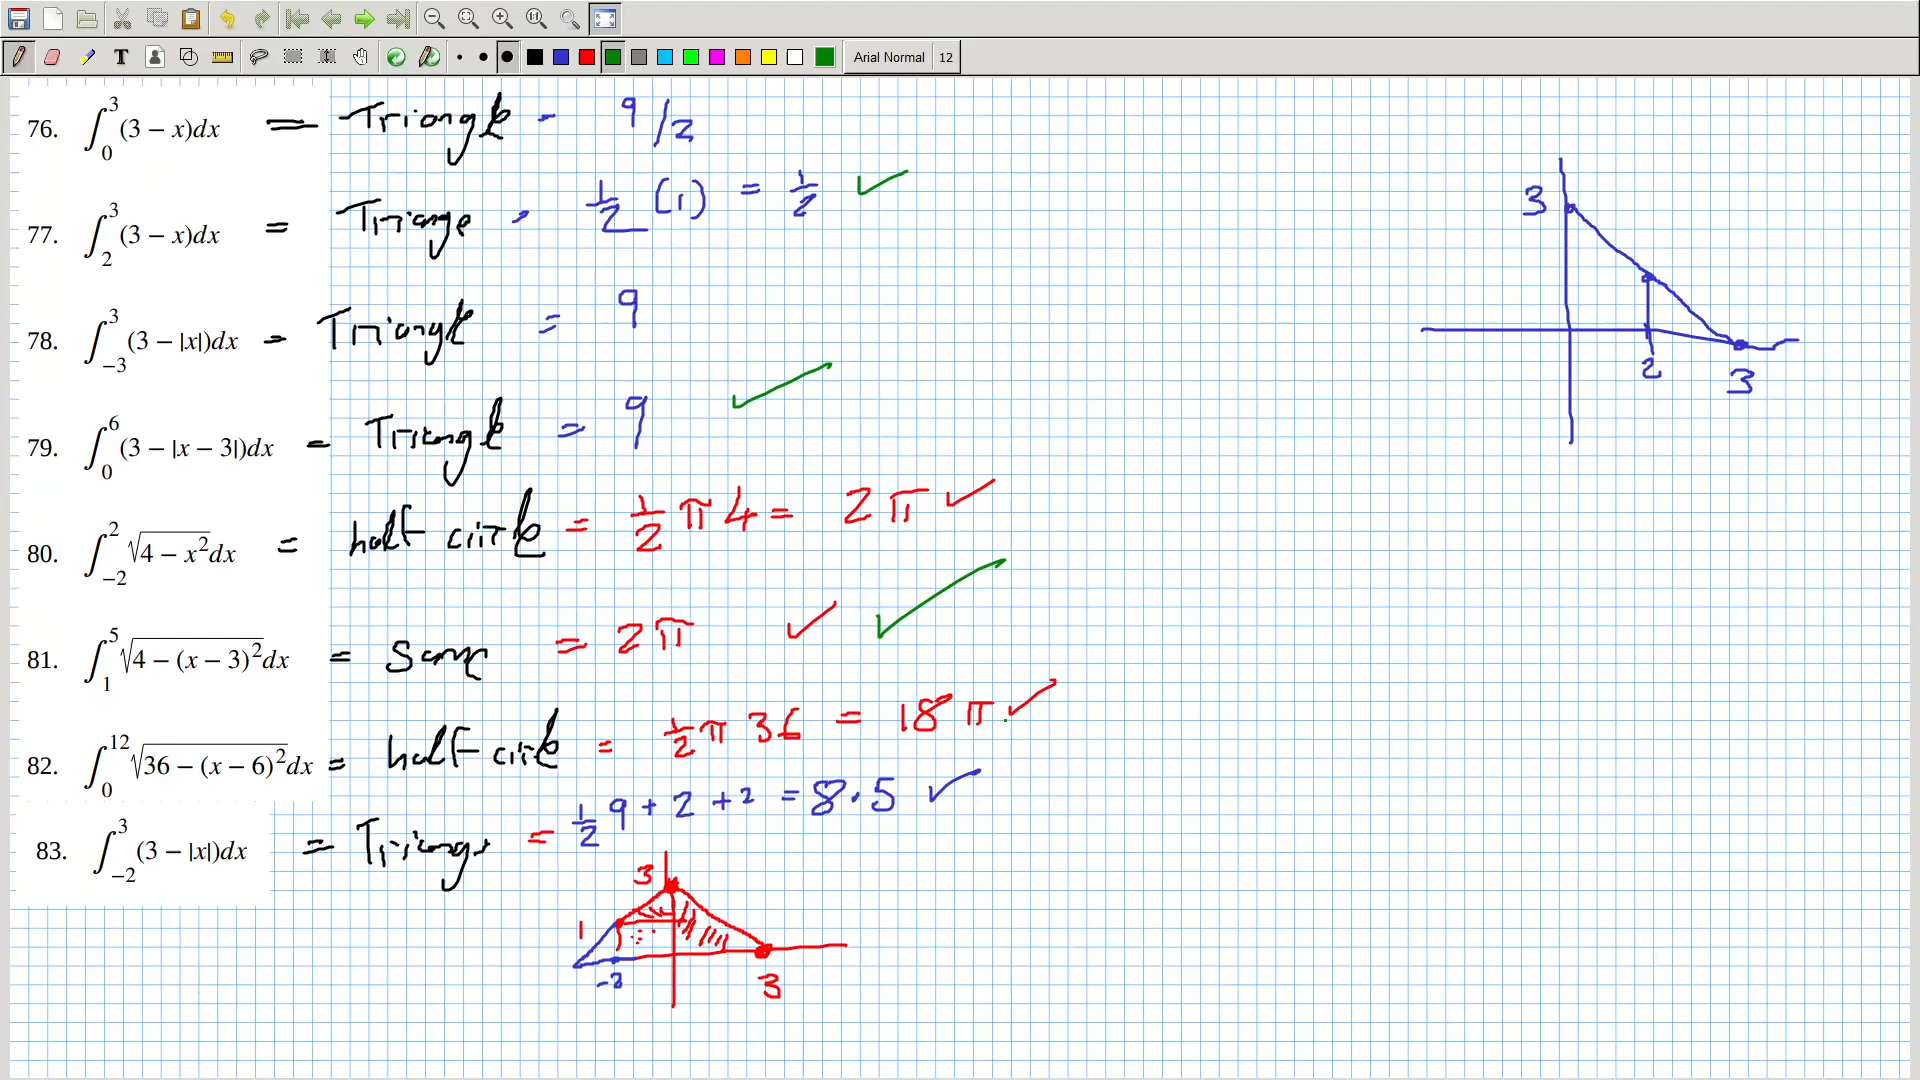 Arial Normal 12
76. ∫₀³ (3 − x)dx = Triangle - 9/2
77. ∫₂³ (3 − x)dx = Triange - 1/2 (1) = 1/2 ✓
78. ∫₋₃³ (3 − |x|)dx = Triangle = 9
79. ∫₀⁶ (3 − |x − 3|)dx = Triangle = 9 ✓
80. ∫₋₂² √(4 − x²)dx = half circle = 1/2 π 4 = 2π ✓
81. ∫₁⁵ √(4 − (x − 3)²)dx = same = 2π ✓ ✓
82. ∫₀¹² √(36 − (x − 6)²)dx = half circle = 1/2 π 36 = 18π ✓
83. ∫₋₂³ (3 − |x|)dx = Triangl = 1/2 9 + 2 + 2 = 8.5 ✓
3
1
3
3
2
3